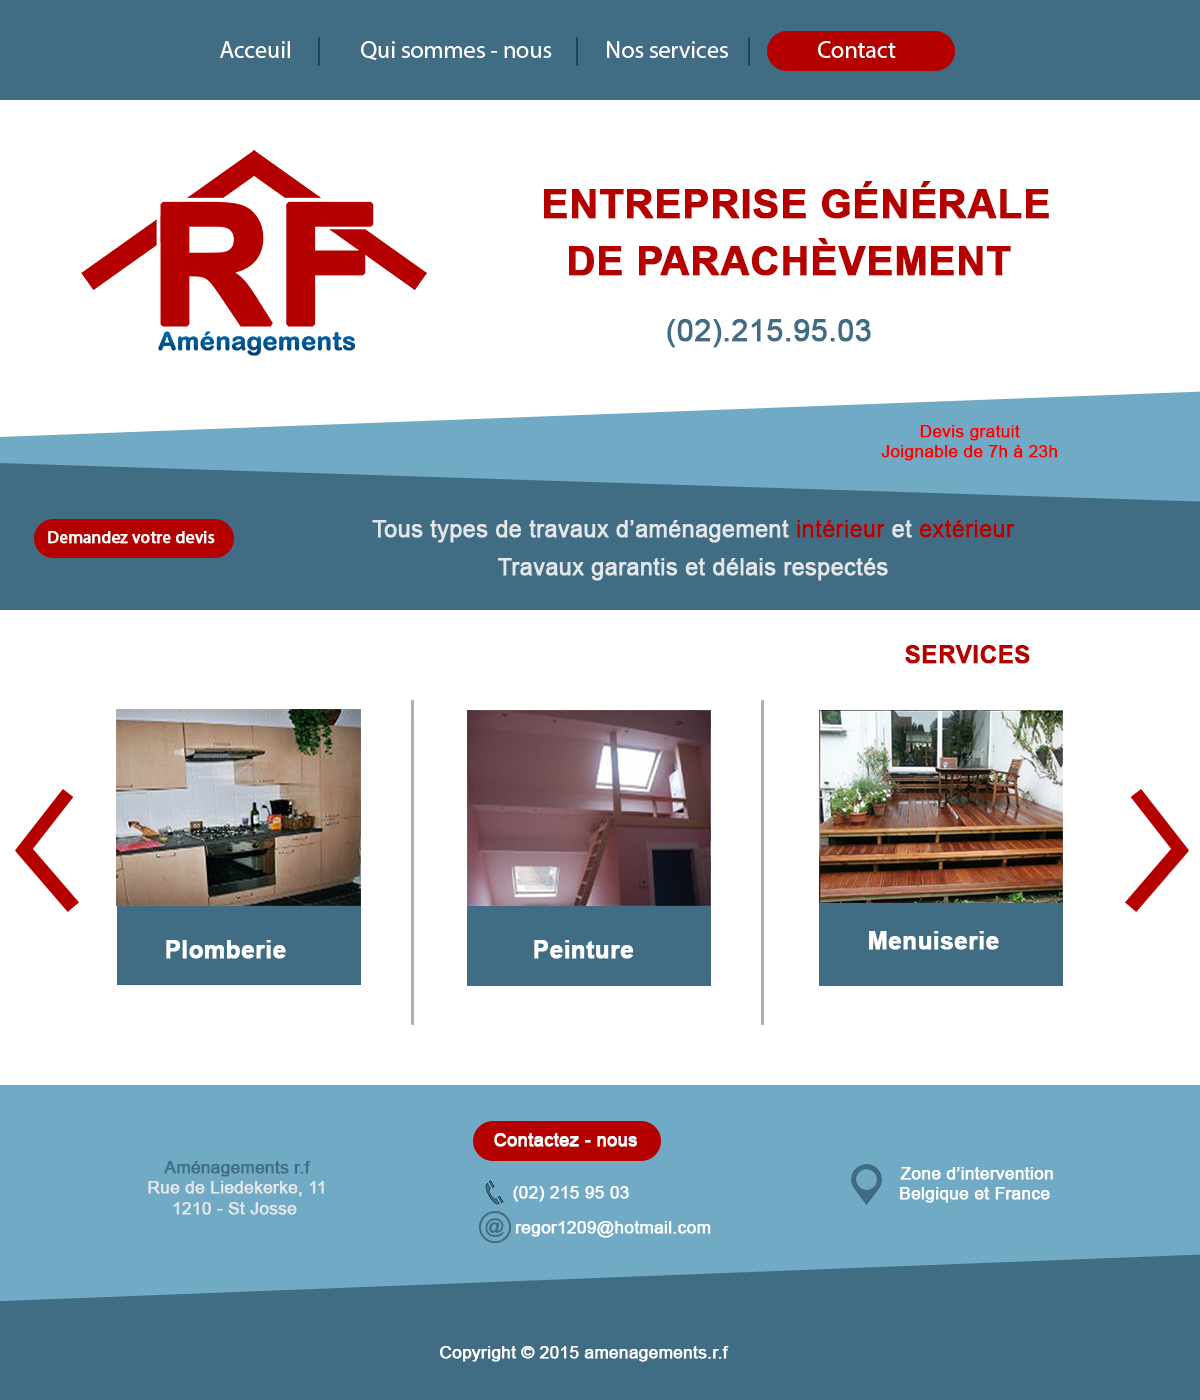 Acceuil
Qui sommes - nous
Nos services
Contact
RF
Aménagements
ENTREPRISE GÉNÉRALE
DE PARACHÈVEMENT
(02).215.95.03
Devis gratuit
Joignable de 7h à 23h
Demandez votre devis
Tous types de travaux d’aménagement intérieur et extérieur
Travaux garantis et délais respectés
SERVICES
Plomberie
Peinture
Menuiserie
Aménagements r.f
Rue de Liedekerke, 11
1210 - St Josse
Contactez - nous
(02) 215 95 03
@ regor1209@hotmail.com
Zone d’intervention
Belgique et France
Copyright © 2015 amenagements.r.f